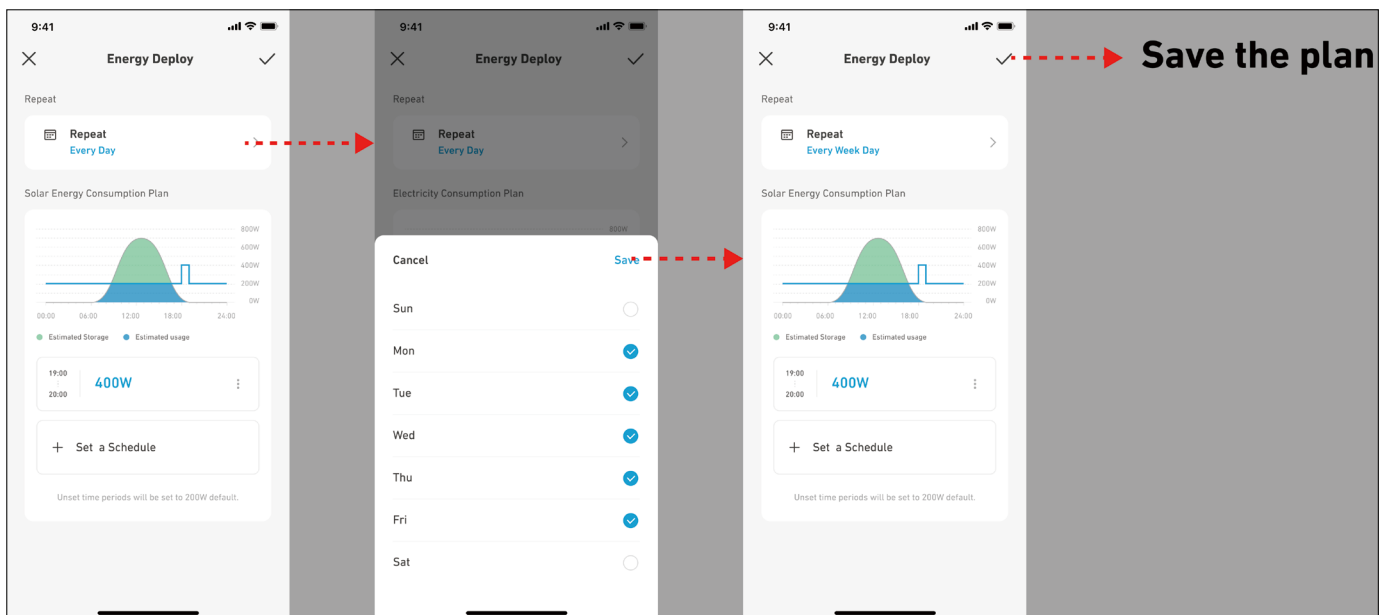 9:41
Energy Deploy
Repeat
Repeat
Every Day
Solar Energy Consumption Plan
800W
600W
400W
200W
0W
00:00 06:00 12:00 18:00 24:00
Estimated Storage Estimated usage
19:00
20:00
400W
+ Set a Schedule
Unset time periods will be set to 200W default.
9:41
Energy Deploy
Repeat
Repeat
Every Day
Electricity Consumption Plan
800W
Cancel Save
Sun
Mon
Tue
Wed
Thu
Fri
Sat
9:41
Energy Deploy
Repeat
Repeat
Every Week Day
Solar Energy Consumption Plan
800W
600W
400W
200W
0W
00:00 06:00 12:00 18:00 24:00
Estimated Storage Estimated usage
19:00
20:00
400W
+ Set a Schedule
Unset time periods will be set to 200W default.
Save the plan